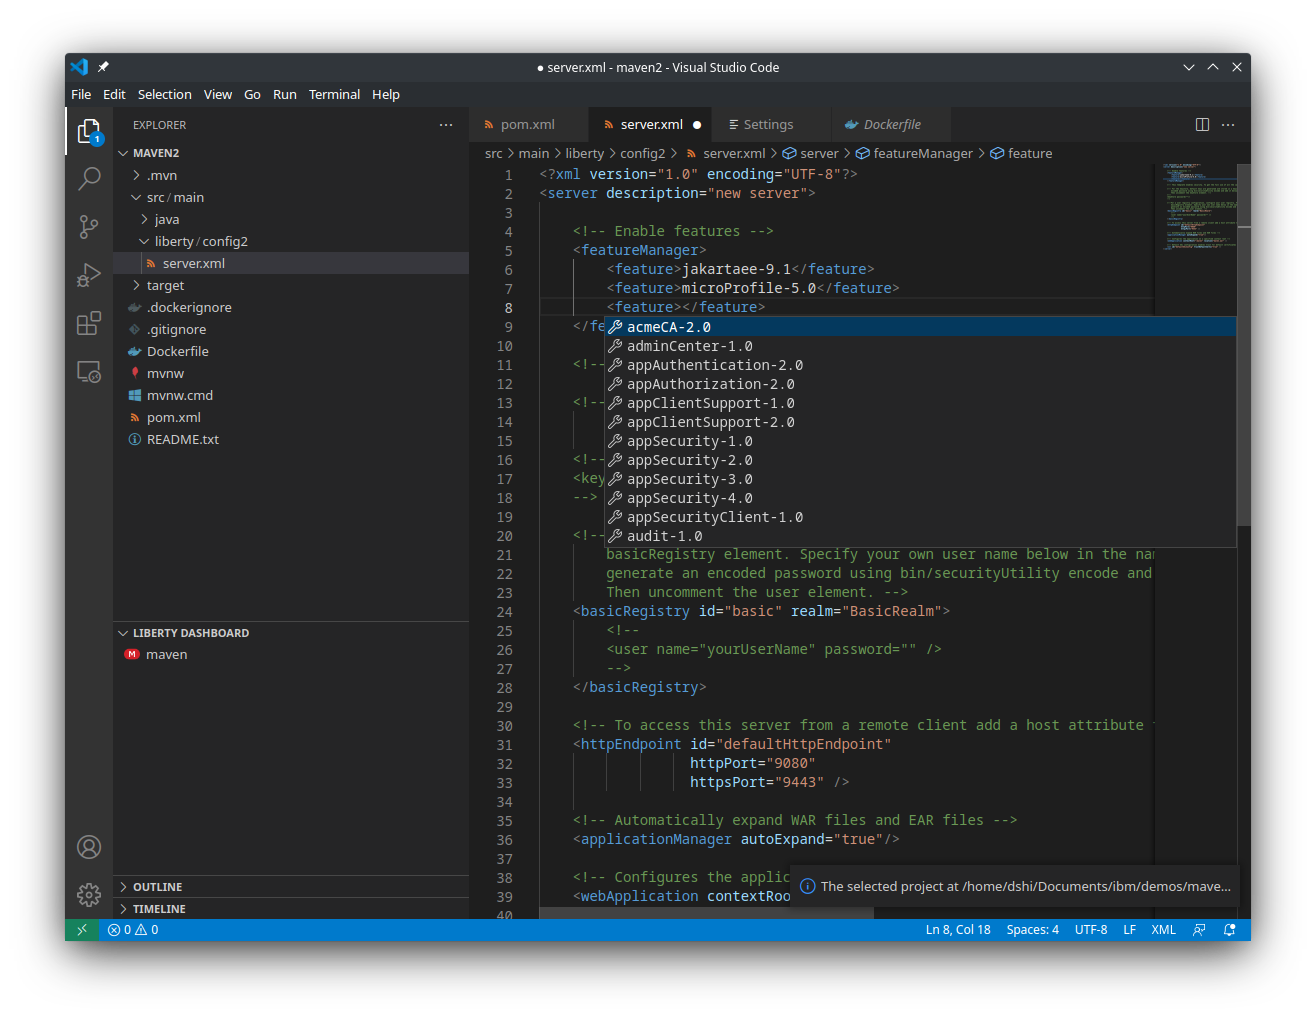 ● server.xml - maven2 - Visual Studio Code
File Edit Selection View Go Run Terminal Help
1
EXPLORER ···
MAVEN2
.mvn
src / main
java
liberty / config2
server.xml
target
.dockerignore
.gitignore
Dockerfile
mvnw
mvnw.cmd
pom.xml
README.txt
LIBERTY DASHBOARD
M maven
OUTLINE
TIMELINE
pom.xml server.xml ● Settings Dockerfile ···
src > main > liberty > config2 > server.xml > server > featureManager > feature
1 <?xml version="1.0" encoding="UTF-8"?>
2 <server description="new server">
3
4 <!-- Enable features -->
5 <featureManager>
6 <feature>jakartaee-9.1</feature>
7 <feature>microProfile-5.0</feature>
8 <feature></feature>
9 </fe
acmeCA-2.0
10 adminCenter-1.0
11 <!-- appAuthentication-2.0
12 appAuthorization-2.0
13 <!-- appClientSupport-1.0
14 appClientSupport-2.0
15 appSecurity-1.0
16 <!-- appSecurity-2.0
17 <key appSecurity-3.0
18 --> appSecurity-4.0
19 appSecurityClient-1.0
20 <!-- audit-1.0
21 basicRegistry element. Specify your own user name below in the
22 generate an encoded password using bin/securityUtility encode and
23 Then uncomment the user element. -->
24 <basicRegistry id="basic" realm="BasicRealm">
25 <!--
26 <user name="yourUserName" password="" />
27 -->
28 </basicRegistry>
29
30 <!-- To access this server from a remote client add a host attribute
31 <httpEndpoint id="defaultHttpEndpoint"
32 httpPort="9080"
33 httpsPort="9443" />
34
35 <!-- Automatically expand WAR files and EAR files -->
36 <applicationManager autoExpand="true"/>
37
38 <!-- Configures the applic
39 <webApplication contextRoo
40
The selected project at /home/dshi/Documents/ibm/demos/mave...
0 0 Ln 8, Col 18 Spaces: 4 UTF-8 LF XML